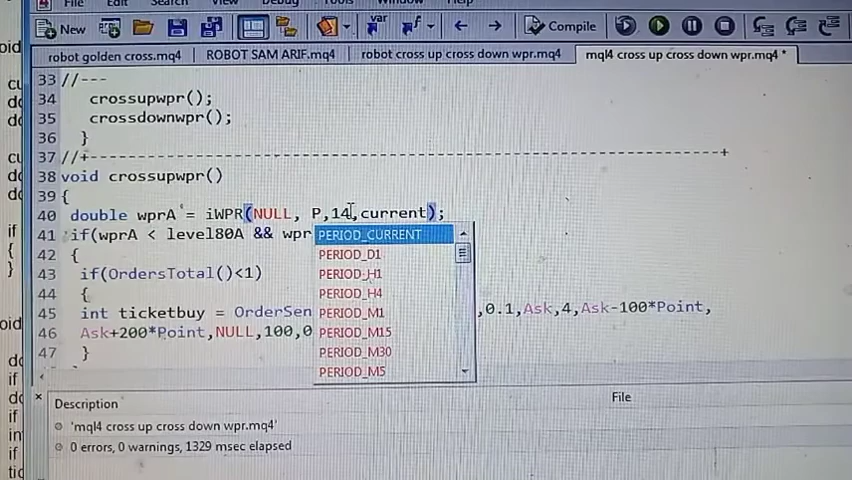 File Edit View Debug Tools Window Help
New var f Compile
robot golden cross.mq4 ROBOT SAM ARIF.mq4 robot cross up cross down wpr.mq4 mql4 cross up cross down wpr.mq4 *
33 //---
34 crossupwpr();
35 crossdownwpr();
36 }
37 //+------------------------------------------------------------------+
38 void crossupwpr()
39 {
40 double wprA = iWPR(NULL, P,14,current);
41 if(wprA < level80A && wpr
PERIOD_CURRENT
42 {
PERIOD_D1
43 if(OrdersTotal()<1)
PERIOD_H1
44 {
PERIOD_H4
45 int ticketbuy = OrderSen ,0.1,Ask,4,Ask-100*Point,
PERIOD_M1
46 Ask+200*Point,NULL,100,0
PERIOD_M15
47 }
PERIOD_M30
PERIOD_M5
Description File
'mql4 cross up cross down wpr.mq4'
0 errors, 0 warnings, 1329 msec elapsed